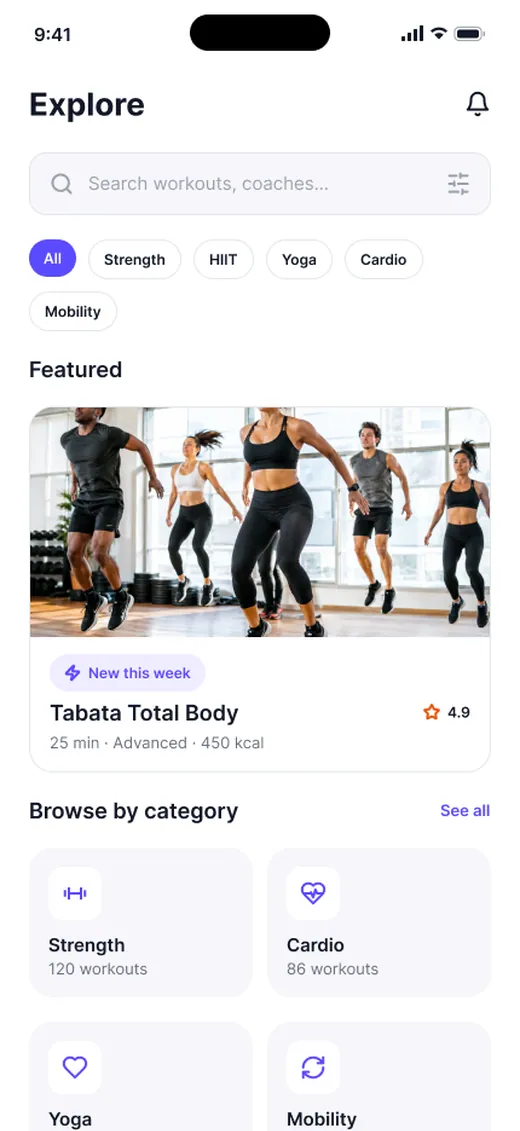 9:41
Explore
Search workouts, coaches...
All
Strength
HIIT
Yoga
Cardio
Mobility
Featured
New this week
Tabata Total Body
4.9
25 min · Advanced · 450 kcal
Browse by category
See all
Strength
120 workouts
Cardio
86 workouts
Yoga
Mobility